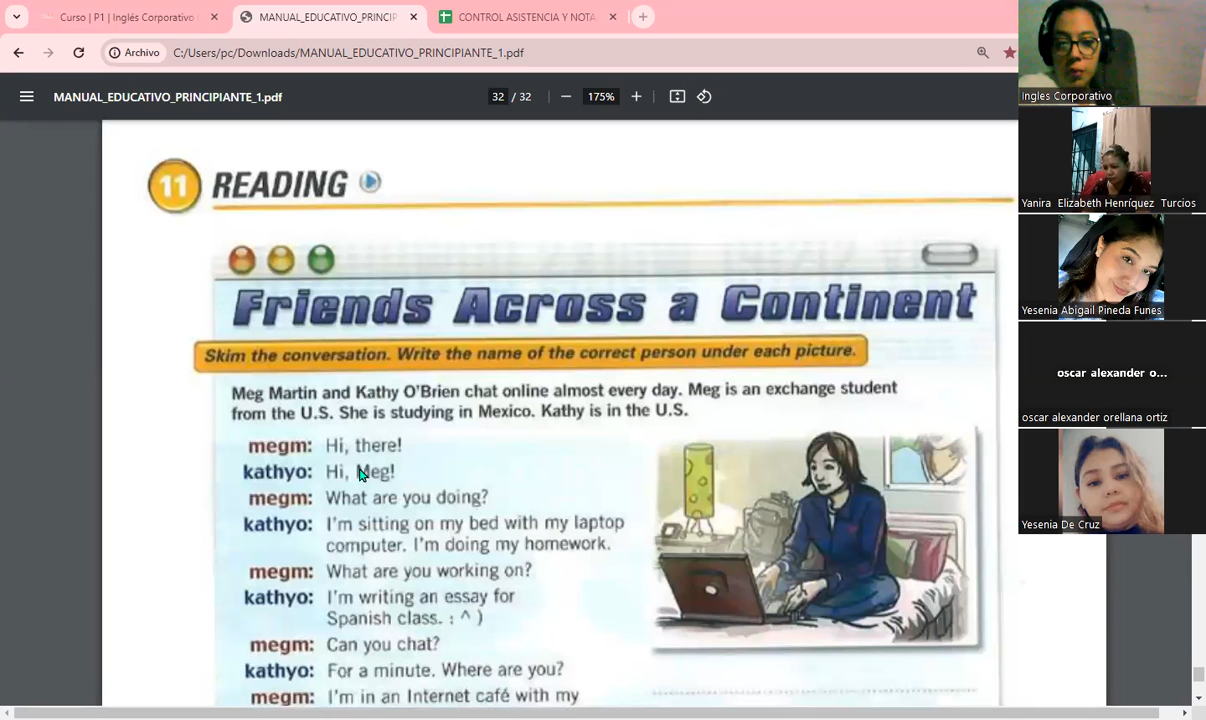 Curso | P1 | Inglés Corporativo
MANUAL_EDUCATIVO_PRINCIP
CONTROL ASISTENCIA Y NOTA
Archivo
C:/Users/pc/Downloads/MANUAL_EDUCATIVO_PRINCIPIANTE_1.pdf
MANUAL_EDUCATIVO_PRINCIPIANTE_1.pdf
32 / 32
175%
11 READING
Friends Across a Continent
Skim the conversation. Write the name of the correct person under each picture.
Meg Martin and Kathy O'Brien chat online almost every day. Meg is an exchange student
from the U.S. She is studying in Mexico. Kathy is in the U.S.
megm: Hi, there!
kathyo: Hi, Meg!
megm: What are you doing?
kathyo: I'm sitting on my bed with my laptop
computer. I'm doing my homework.
megm: What are you working on?
kathyo: I'm writing an essay for
Spanish class. : ^ )
megm: Can you chat?
kathyo: For a minute. Where are you?
megm: I'm in an Internet café with my
Ingles Corporativo
Yanira Elizabeth Henríquez Turcios
Yesenia Abigail Pineda Funes
oscar alexander o...
oscar alexander orellana ortiz
Yesenia De Cruz